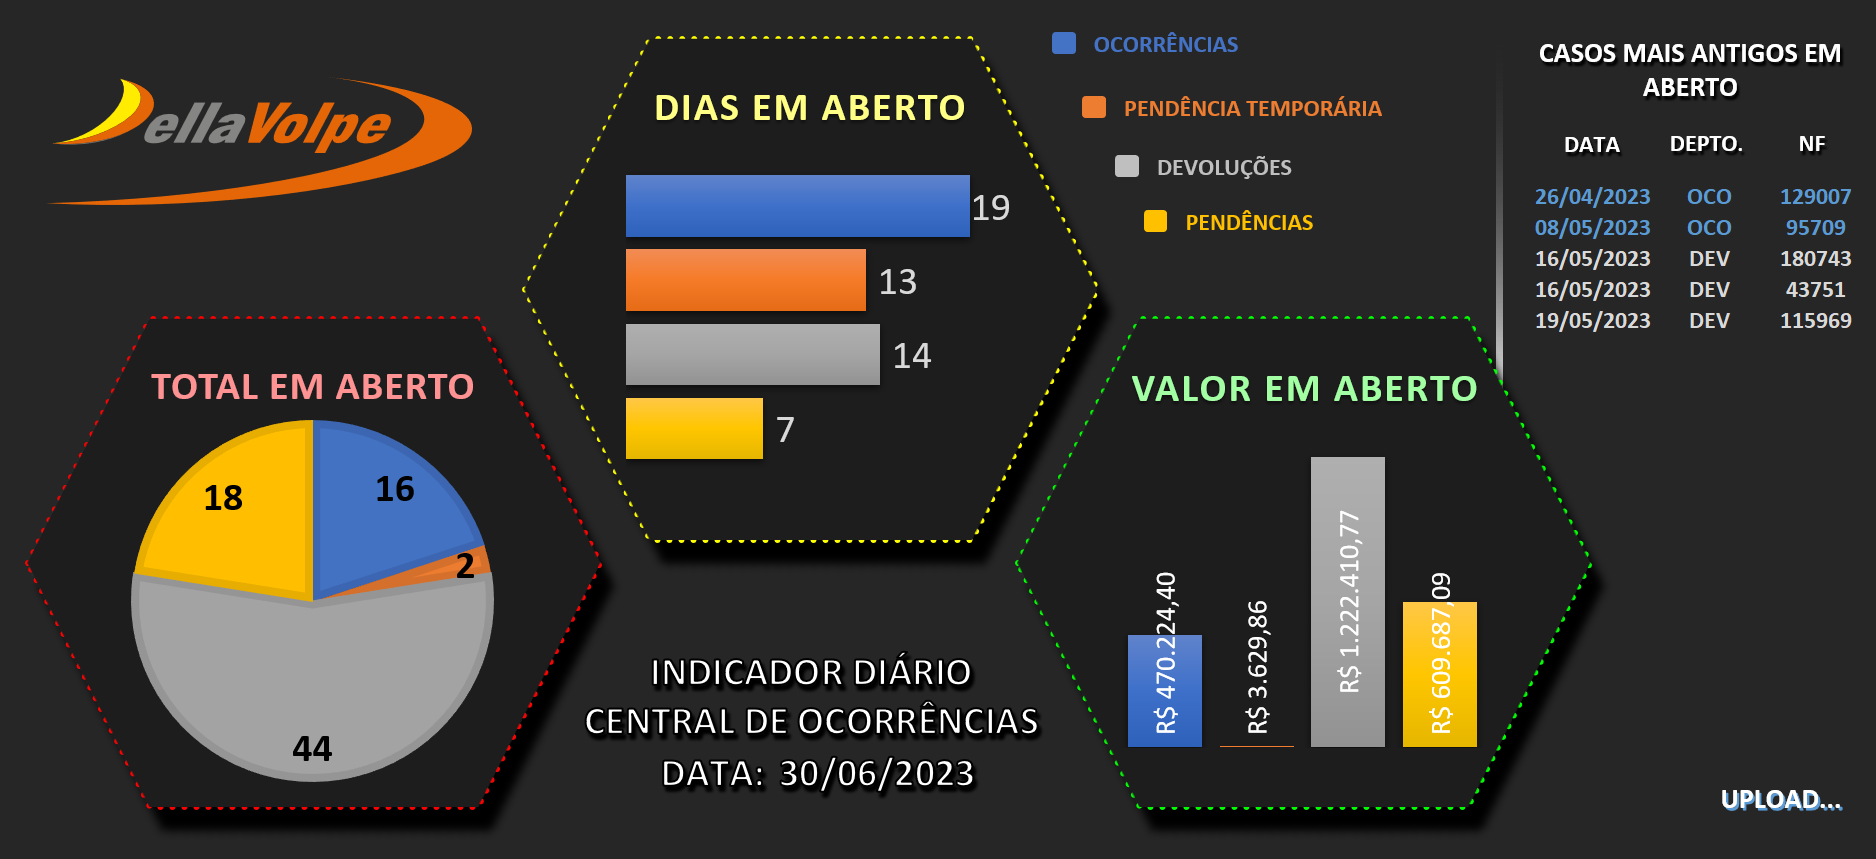 DellaVolpe
DIAS EM ABERTO
19
13
14
7
OCORRÊNCIAS
PENDÊNCIA TEMPORÁRIA
DEVOLUÇÕES
PENDÊNCIAS
CASOS MAIS ANTIGOS EM
ABERTO
DATA DEPTO. NF
26/04/2023 OCO 129007
08/05/2023 OCO 95709
16/05/2023 DEV 180743
16/05/2023 DEV 43751
19/05/2023 DEV 115969
TOTAL EM ABERTO
18
16
2
44
INDICADOR DIÁRIO
CENTRAL DE OCORRÊNCIAS
DATA: 30/06/2023
VALOR EM ABERTO
R$ 470.224,40
R$ 3.629,86
R$ 1.222.410,77
R$ 609.687,09
UPLOAD...